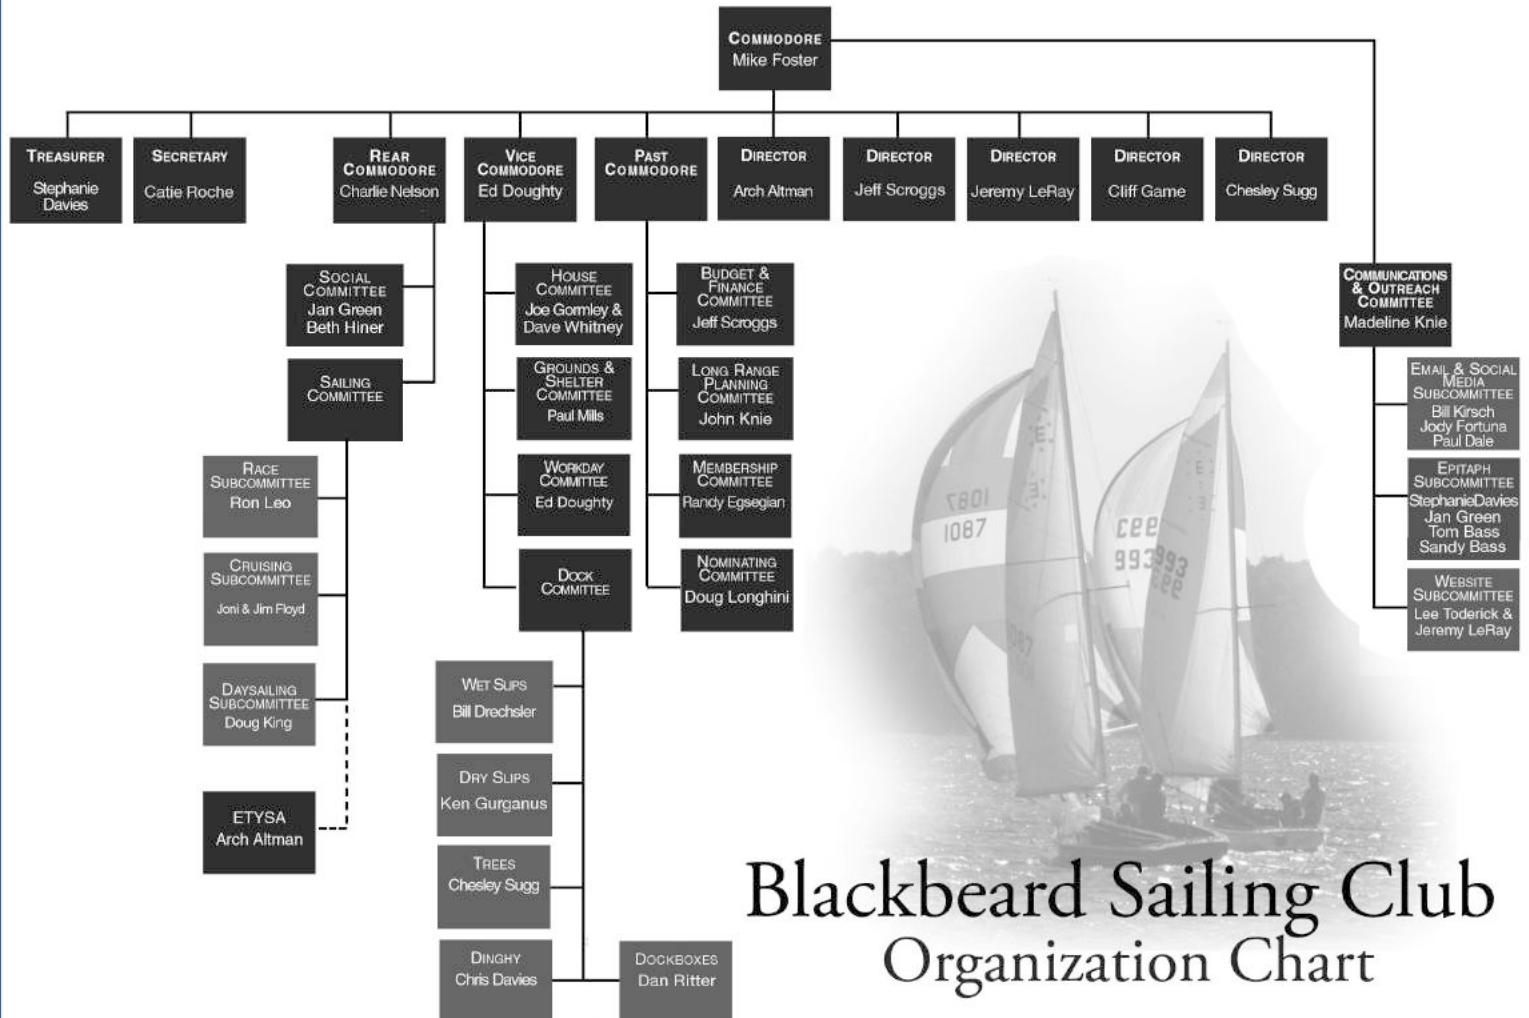 COMMODORE
Mike Foster
TREASURER
Stephanie
Davies
SECRETARY
Catie Roche
REAR
COMMODORE
Charlie Nelson
VICE
COMMODORE
Ed Doughty
PAST
COMMODORE
DIRECTOR
Arch Altman
DIRECTOR
Jeff Scroggs
DIRECTOR
Jeremy LeRay
DIRECTOR
Cliff Game
DIRECTOR
Chesley Sugg
SOCIAL
COMMITTEE
Jan Green
Beth Hiner
SAILING
COMMITTEE
RACE
SUBCOMMITTEE
Ron Leo
CRUISING
SUBCOMMITTEE
Joni & Jim Floyd
DAYSAILING
SUBCOMMITTEE
Doug King
ETYSA
Arch Altman
HOUSE
COMMITTEE
Joe Gormley &
Dave Whitney
GROUNDS &
SHELTER
COMMITTEE
Paul Mills
WORKDAY
COMMITTEE
Ed Doughty
DOCK
COMMITTEE
WET SLIPS
Bill Drechsler
DRY SLIPS
Ken Gurganus
TREES
Chesley Sugg
DINGHY
Chris Davies
DOCKBOXES
Dan Ritter
BUDGET &
FINANCE
COMMITTEE
Jeff Scroggs
LONG RANGE
PLANNING
COMMITTEE
John Knie
MEMBERSHIP
COMMITTEE
Randy Egsegian
NOMINATING
COMMITTEE
Doug Longhini
COMMUNICATIONS
& OUTREACH
COMMITTEE
Madeline Knie
EMAIL & SOCIAL
MEDIA
SUBCOMMITTEE
Bill Kirsch
Jody Fortuna
Paul Dale
EPITAPH
SUBCOMMITTEE
StephanieDavies
Jan Green
Tom Bass
Sandy Bass
WEBSITE
SUBCOMMITTEE
Lee Toderick &
Jeremy LeRay
1087
993
993
Blackbeard Sailing Club
Organization Chart